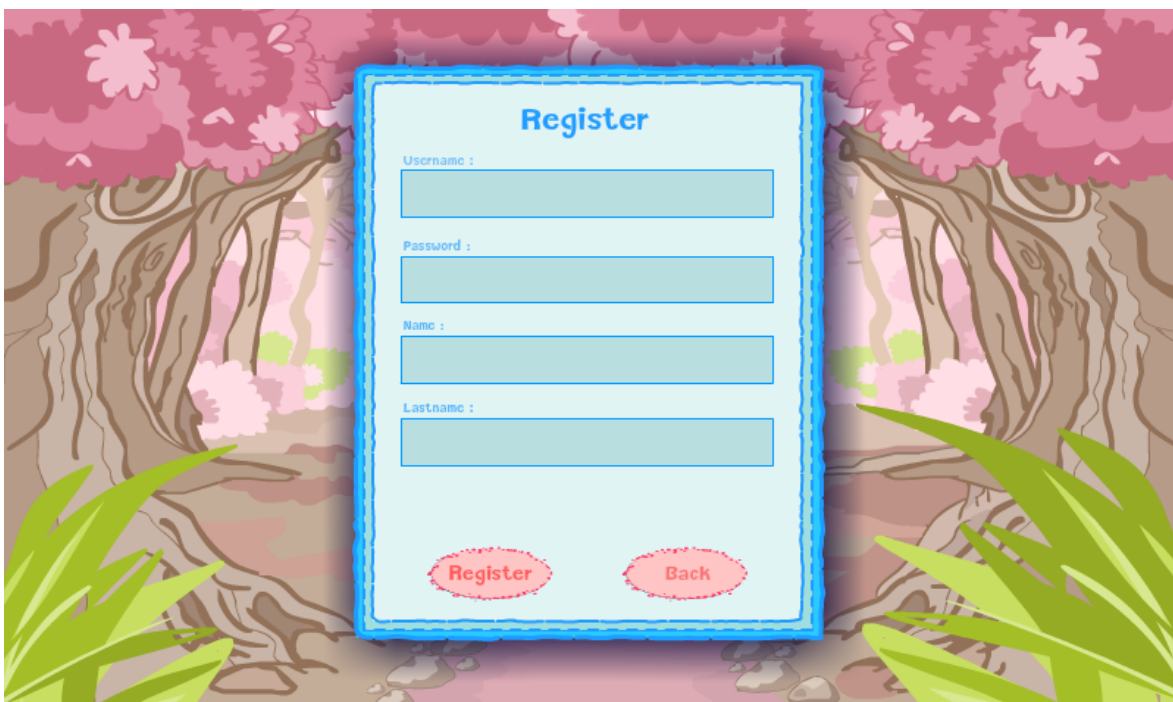 Register
Username :
Password :
Name :
Lastname :
Register
Back